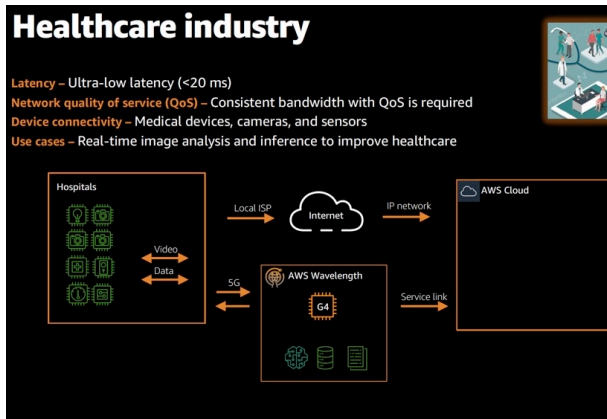 Healthcare industry
Latency – Ultra-low latency (<20 ms)
Network quality of service (QoS) – Consistent bandwidth with QoS is required
Device connectivity – Medical devices, cameras, and sensors
Use cases – Real-time image analysis and inference to improve healthcare
Hospitals
Video
Data
Local ISP
Internet
IP network
AWS Cloud
5G
AWS Wavelength
G4
Service link